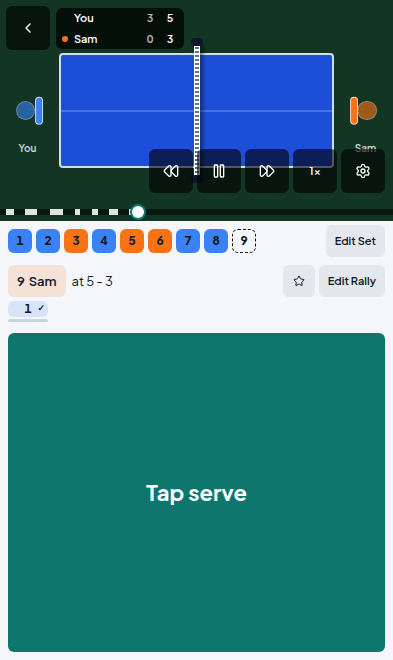 You 3 5
Sam 0 3
You
Sam
1x
1 2 3 4 5 6 7 8 9
Edit Set
9 Sam at 5 - 3
Edit Rally
1 ✓
Tap serve